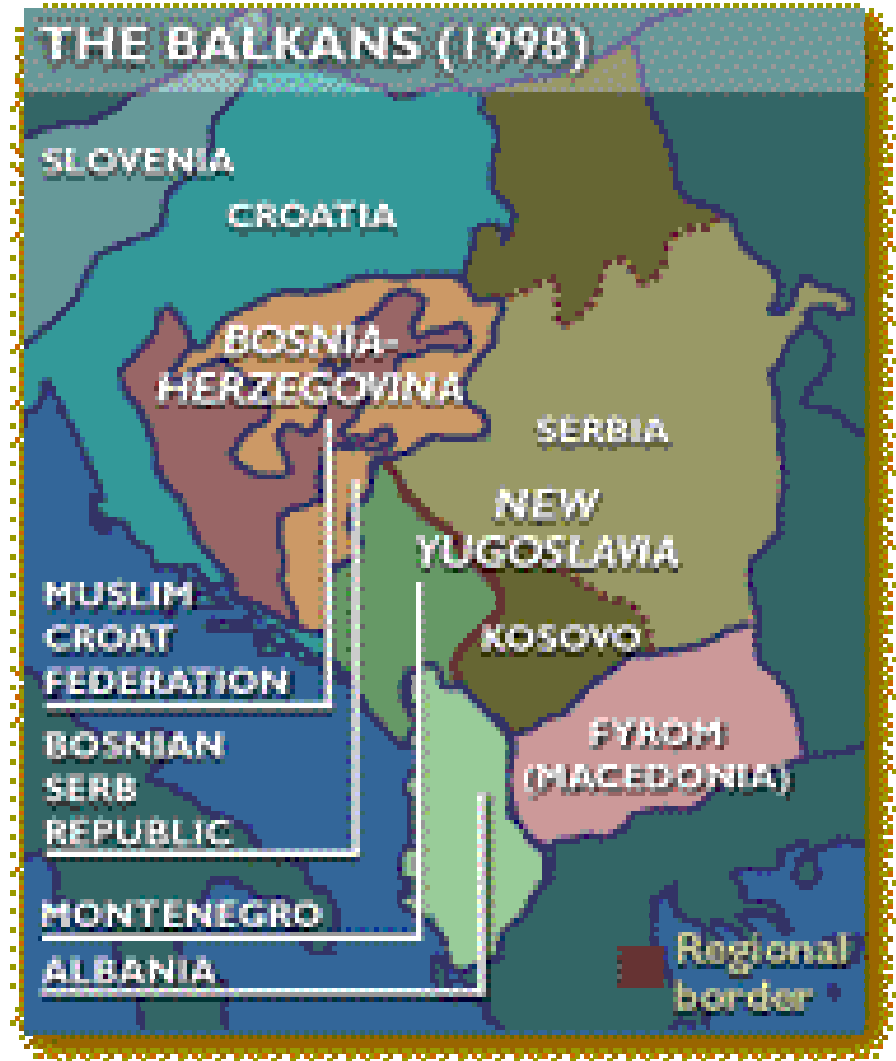 THE BALKANS (1998)
SLOVENIA
CROATIA
BOSNIA-
HERZEGOVINA
SERBIA
NEW
YUGOSLAVIA
KOSOVO
MUSLIM
CROAT
FEDERATION
FYROM
(MACEDONIA)
BOSNIAN
SERB
REPUBLIC
MONTENEGRO
ALBANIA
Regional
border